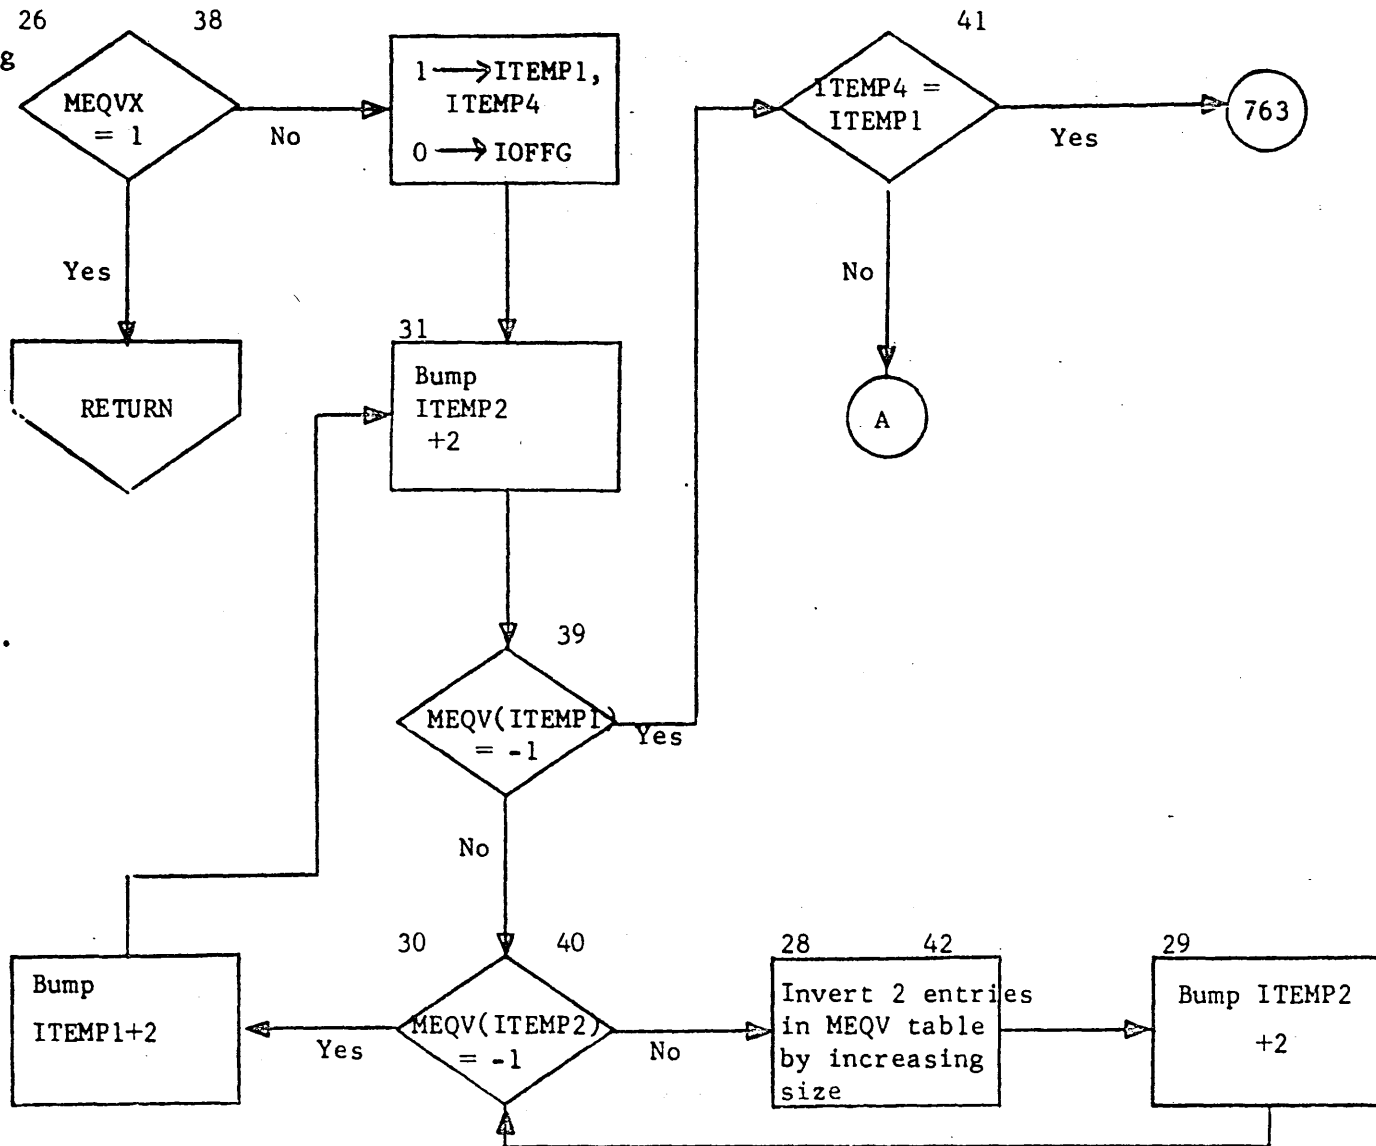 26
38
g
MEQVX
= 1
No
Yes
RETURN
1 → ITEMP1,
ITEMP4
0 → IOFFG
31
Bump
ITEMP2
+2
39
MEQV(ITEMP1)
= -1
Yes
No
41
ITEMP4 =
ITEMP1
Yes
763
No
A
30
40
MEQV(ITEMP2)
= -1
Yes
No
Bump
ITEMP1+2
28
42
Invert 2 entries
in MEQV table
by increasing
size
29
Bump ITEMP2
+2